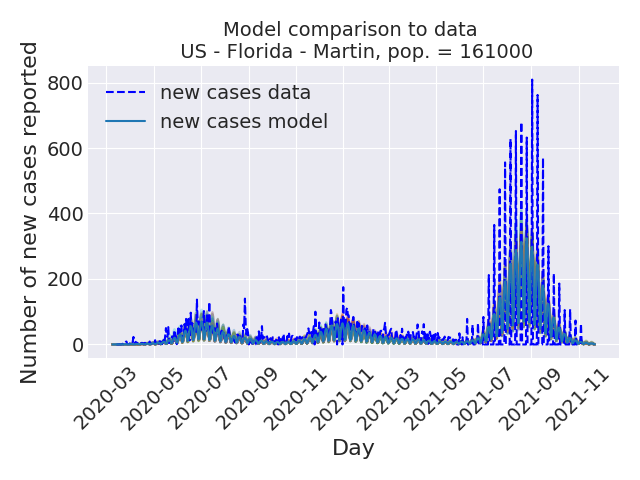 Model comparison to data
US - Florida - Martin, pop. = 161000
Number of new cases reported
800
600
400
200
0
new cases data
new cases model
2020-03
2020-05
2020-07
2020-09
2020-11
2021-01
2021-03
2021-05
2021-07
2021-09
2021-11
Day